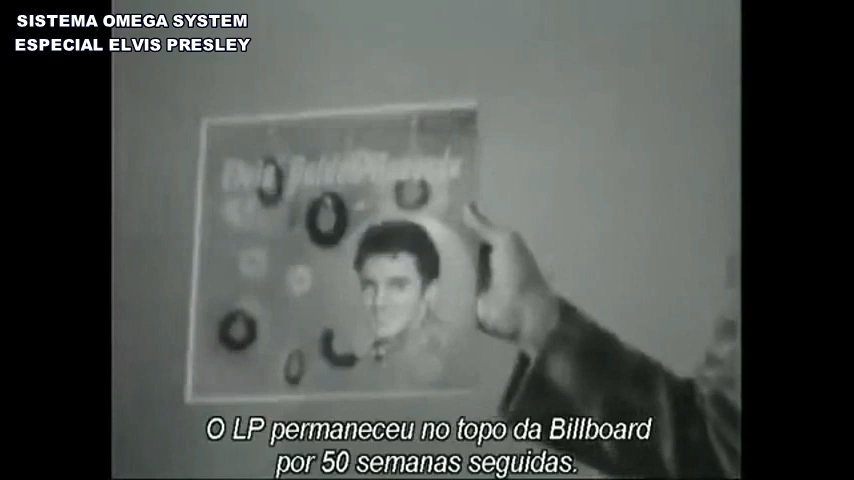 SISTEMA OMEGA SYSTEM
ESPECIAL ELVIS PRESLEY
O LP permaneceu no topo da Billboard
por 50 semanas seguidas.